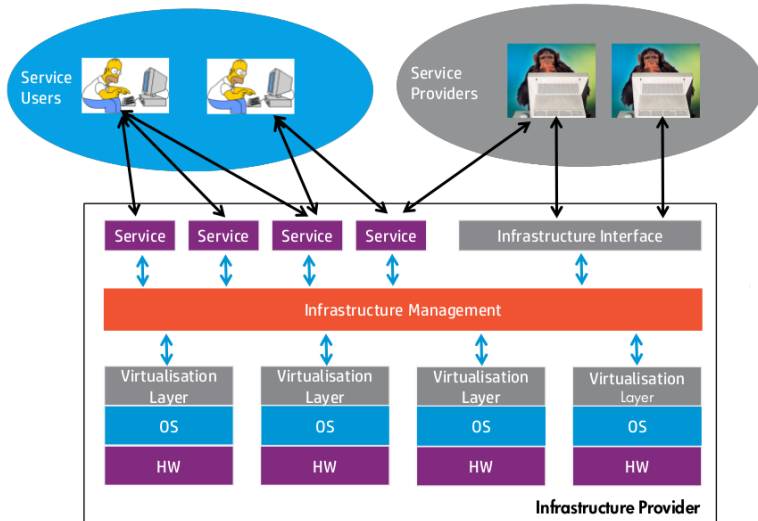 Service
Users
Service
Providers
Service
Service
Service
Service
Infrastructure Interface
Infrastructure Management
Virtualisation
Layer
Virtualisation
Layer
Virtualisation
Layer
Virtualisation
Layer
OS
OS
OS
OS
HW
HW
HW
HW
Infrastructure Provider